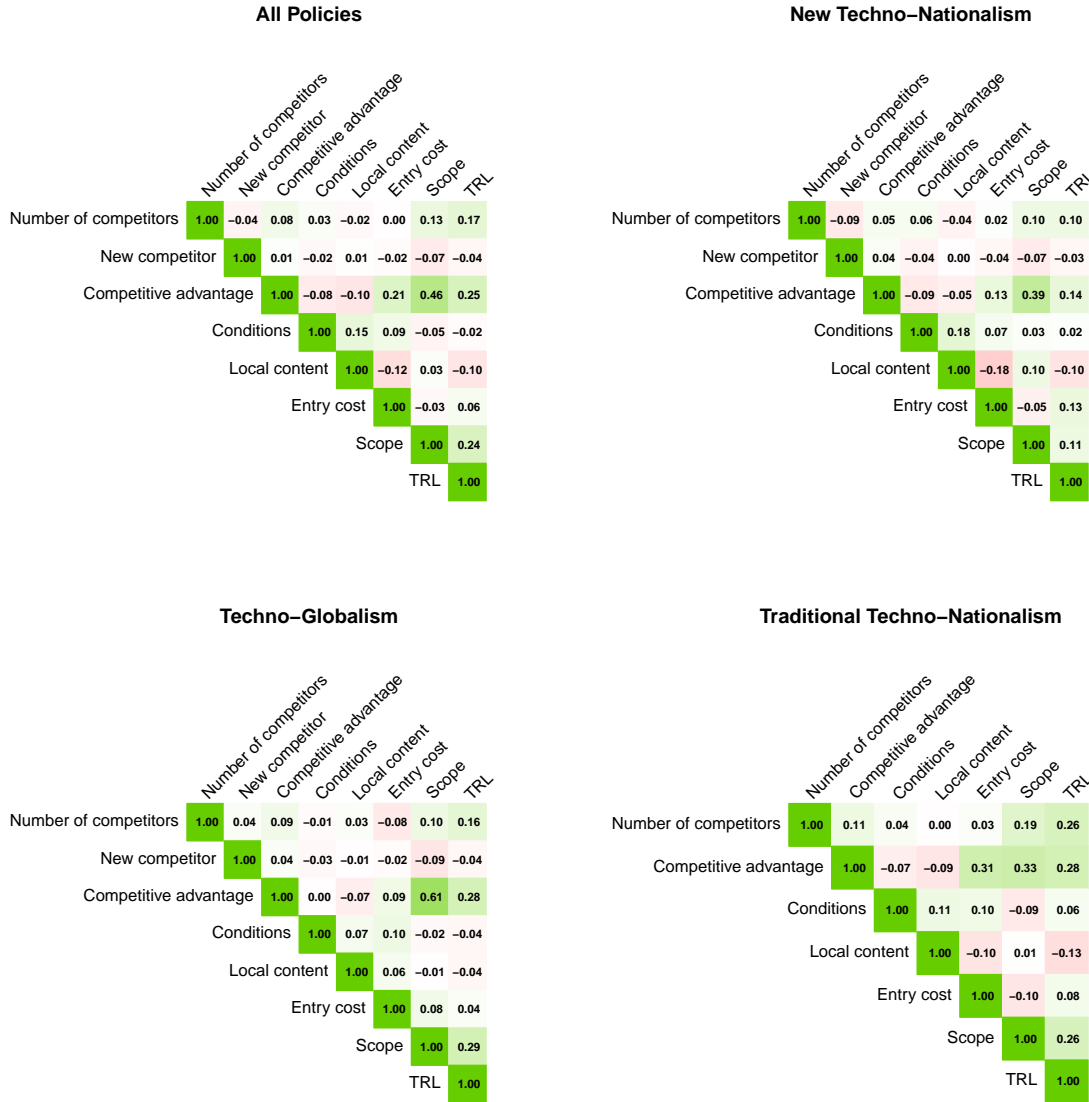 All Policies
Number of competitors
New competitor
Competitive advantage
Conditions
Local content
Entry cost
Scope
TRL
Number of competitors 1.00 −0.04 0.08 0.03 −0.02 0.00 0.13 0.17
New competitor 1.00 0.01 −0.02 0.01 −0.02 −0.07 −0.04
Competitive advantage 1.00 −0.08 −0.10 0.21 0.46 0.25
Conditions 1.00 0.15 0.09 −0.05 −0.02
Local content 1.00 −0.12 0.03 −0.10
Entry cost 1.00 −0.03 0.06
Scope 1.00 0.24
TRL 1.00
New Techno−Nationalism
Number of competitors
New competitor
Competitive advantage
Conditions
Local content
Entry cost
Scope
TRL
Number of competitors 1.00 −0.09 0.05 0.06 −0.04 0.02 0.10 0.10
New competitor 1.00 0.04 −0.04 0.00 −0.04 −0.07 −0.03
Competitive advantage 1.00 −0.09 −0.05 0.13 0.39 0.14
Conditions 1.00 0.18 0.07 0.03 0.02
Local content 1.00 −0.18 0.10 −0.10
Entry cost 1.00 −0.05 0.13
Scope 1.00 0.11
TRL 1.00
Techno−Globalism
Number of competitors
New competitor
Competitive advantage
Conditions
Local content
Entry cost
Scope
TRL
Number of competitors 1.00 0.04 0.09 −0.01 0.03 −0.08 0.10 0.16
New competitor 1.00 0.04 −0.03 −0.01 −0.02 −0.09 −0.04
Competitive advantage 1.00 0.00 −0.07 0.09 0.61 0.28
Conditions 1.00 0.07 0.10 −0.02 −0.04
Local content 1.00 0.06 −0.01 −0.04
Entry cost 1.00 0.08 0.04
Scope 1.00 0.29
TRL 1.00
Traditional Techno−Nationalism
Number of competitors
Competitive advantage
Conditions
Local content
Entry cost
Scope
TRL
Number of competitors 1.00 0.11 0.04 0.00 0.03 0.19 0.26
Competitive advantage 1.00 −0.07 −0.09 0.31 0.33 0.28
Conditions 1.00 0.11 0.10 −0.09 0.06
Local content 1.00 −0.10 0.01 −0.13
Entry cost 1.00 −0.10 0.08
Scope 1.00 0.26
TRL 1.00